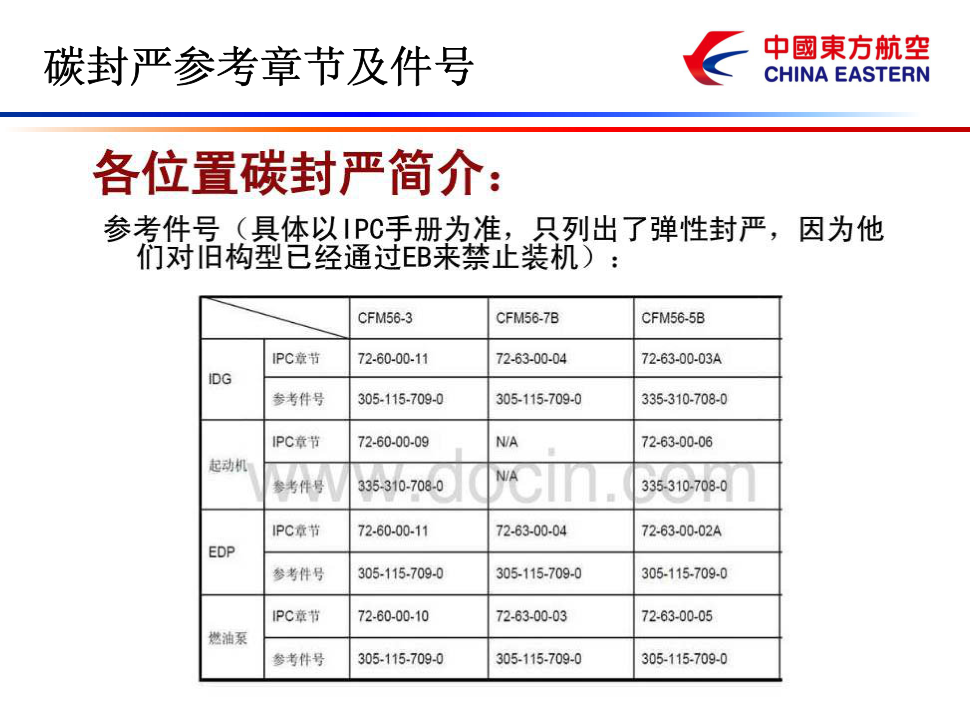 碳封严参考章节及件号
中國東方航空
CHINA EASTERN
各位置碳封严简介：
参考件号（具体以IPC手册为准，只列出了弹性封严，因为他
们对旧构型已经通过EB来禁止装机）：
CFM56-3 CFM56-7B CFM56-5B
IDG
IPC章节 72-60-00-11 72-63-00-04 72-63-00-03A
参考件号 305-115-709-0 305-115-709-0 335-310-708-0
起动机
IPC章节 72-60-00-09 N/A 72-63-00-06
参考件号 335-310-708-0 N/A 335-310-708-0
EDP
IPC章节 72-60-00-11 72-63-00-04 72-63-00-02A
参考件号 305-115-709-0 305-115-709-0 305-115-709-0
燃油泵
IPC章节 72-60-00-10 72-63-00-03 72-63-00-05
参考件号 305-115-709-0 305-115-709-0 305-115-709-0
www.docin.com